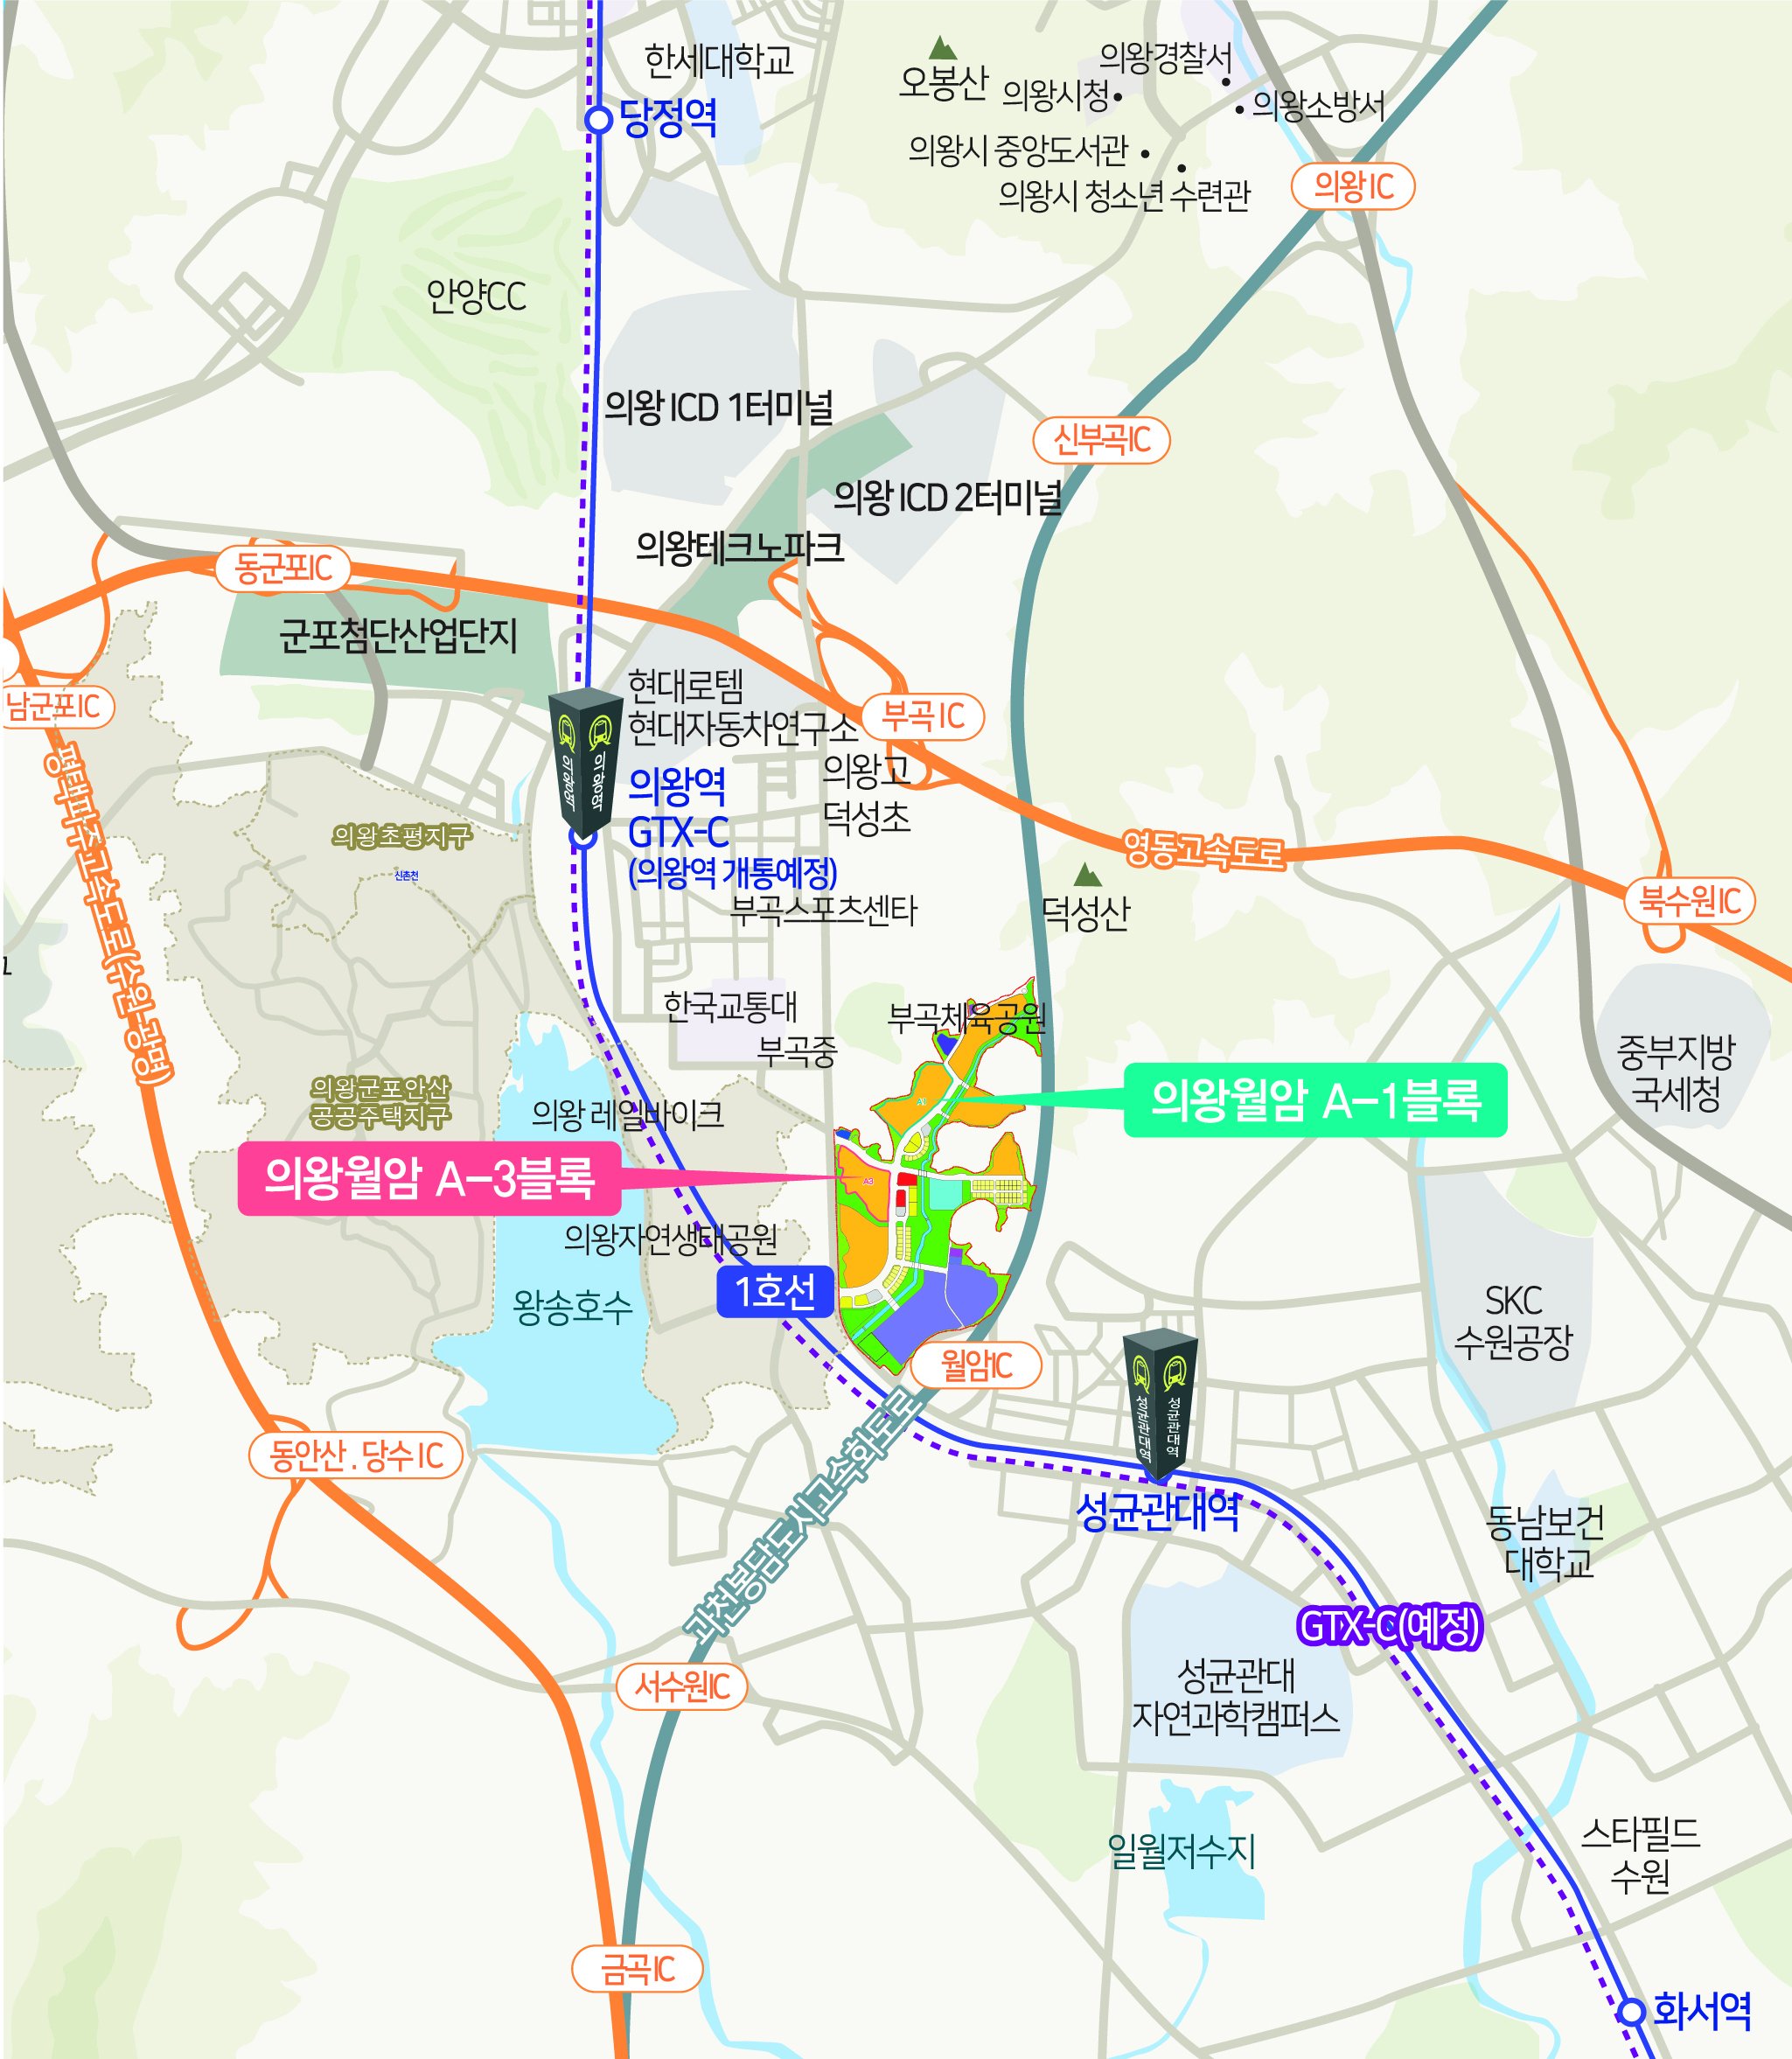 한세대학교
당정역
오봉산
의왕경찰서
의왕시청
의왕소방서
의왕시 중앙도서관
의왕시 청소년 수련관
의왕 IC
안양CC
의왕 ICD 1터미널
신부곡IC
의왕 ICD 2터미널
의왕테크노파크
동군포IC
군포첨단산업단지
남군포IC
현대로템
현대자동차연구소
부곡 IC
의왕역
의왕역
의왕역
GTX-C
(의왕역 개통예정)
의왕고
덕성초
평택파주고속도로(수원-광명)
의왕초평지구
신촌천
영동고속도로
북수원IC
부곡스포츠센타
덕성산
한국교통대
부곡체육공원
부곡중
중부지방
국세청
의왕군포안산
공공주택지구
의왕 레일바이크
의왕월암 A-1블록
A1
의왕월암 A-3블록
A3
의왕자연생태공원
1호선
왕송호수
SKC
수원공장
월암IC
성균관대역
성균관대역
성균관대역
동안산 . 당수 IC
과천봉담도시고속화도로
동남보건
대학교
GTX-C(예정)
서수원IC
성균관대
자연과학캠퍼스
일월저수지
스타필드
수원
금곡IC
화서역